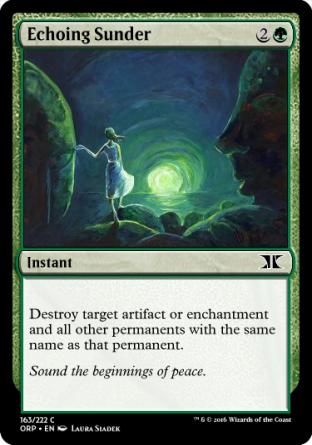 Echoing Sunder 2
Instant
Destroy target artifact or enchantment
and all other permanents with the same
name as that permanent.
Sound the beginnings of peace.
163/222 C
ORP • EN Laura Siadek
™ & © 2016 Wizards of the Coast